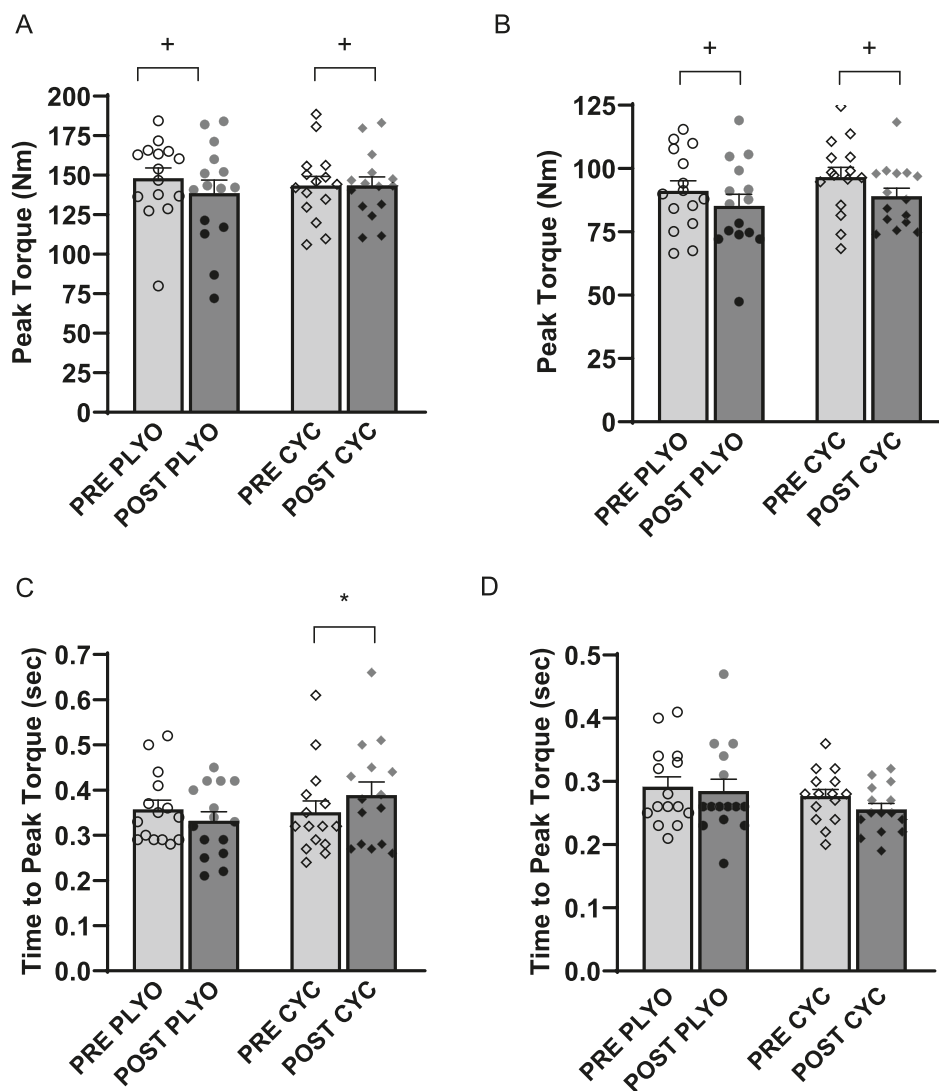 A
+
+
Peak Torque (Nm)
200
175
150
125
100
75
50
25
0
PRE PLYO
POST PLYO
PRE CYC
POST CYC
B
+
+
Peak Torque (Nm)
125
100
75
50
25
0
PRE PLYO
POST PLYO
PRE CYC
POST CYC
C
*
Time to Peak Torque (sec)
0.7
0.6
0.5
0.4
0.3
0.2
0.1
0.0
PRE PLYO
POST PLYO
PRE CYC
POST CYC
D
Time to Peak Torque (sec)
0.5
0.4
0.3
0.2
0.1
0.0
PRE PLYO
POST PLYO
PRE CYC
POST CYC